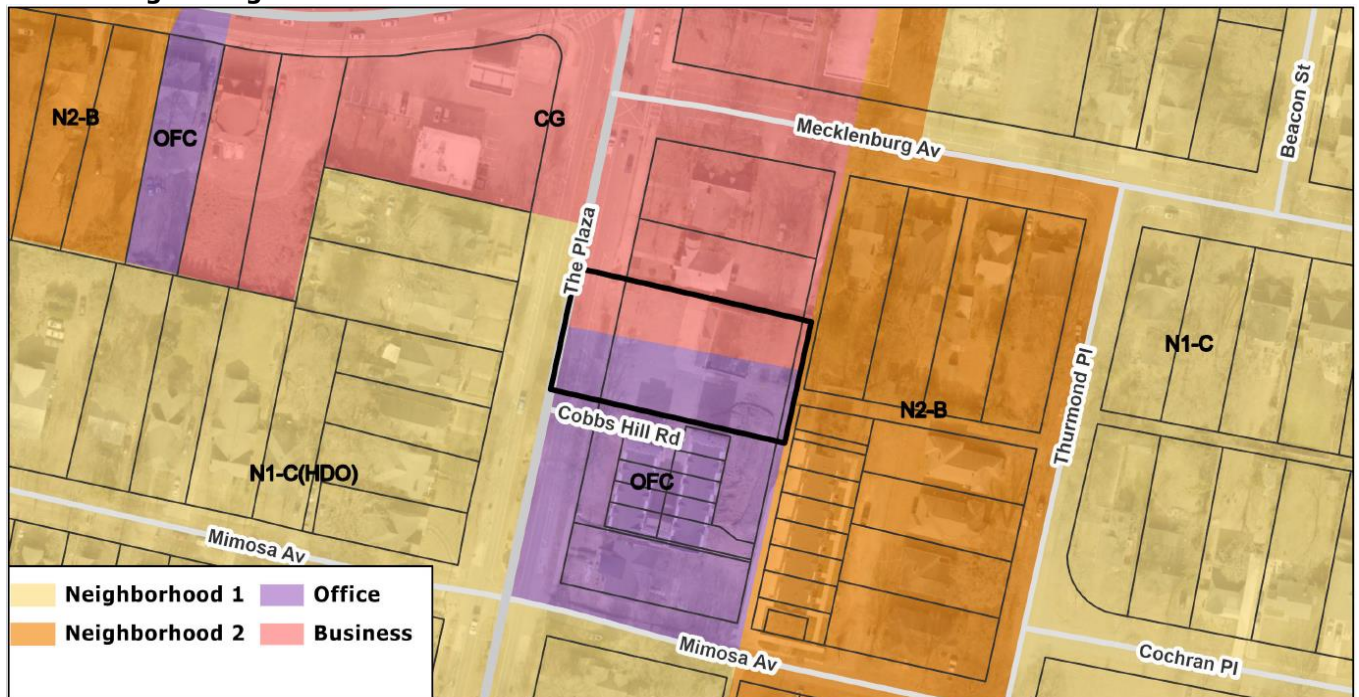 N2-B
OFC
CG
Mecklenburg Av
Beacon St
The Plaza
N1-C
Thurmond Pl
N2-B
Cobbs Hill Rd
N1-C(HDO)
OFC
Mimosa Av
Neighborhood 1
Office
Neighborhood 2
Business
Mimosa Av
Cochran Pl